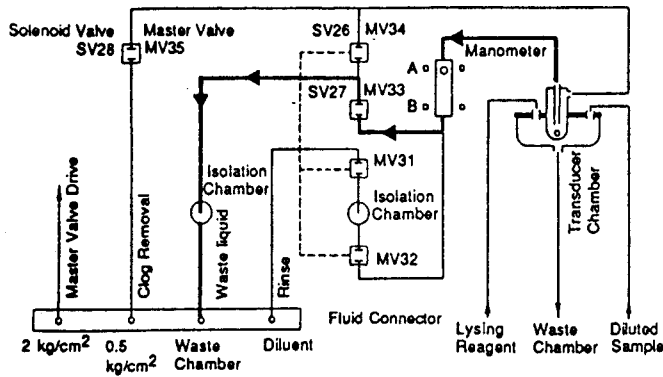 Solenoid Valve
SV28
Master Valve
MV35
SV26
MV34
Manometer
A
B
SV27
MV33
MV31
Isolation
Chamber
Isolation
Chamber
MV32
Transducer
Chamber
Master Valve Drive
Clog Removal
Waste liquid
Rinse
Fluid Connector
2 kg/cm2
0.5
kg/cm2
Waste
Chamber
Diluent
Lysing
Reagent
Waste
Chamber
Diluted
Sample